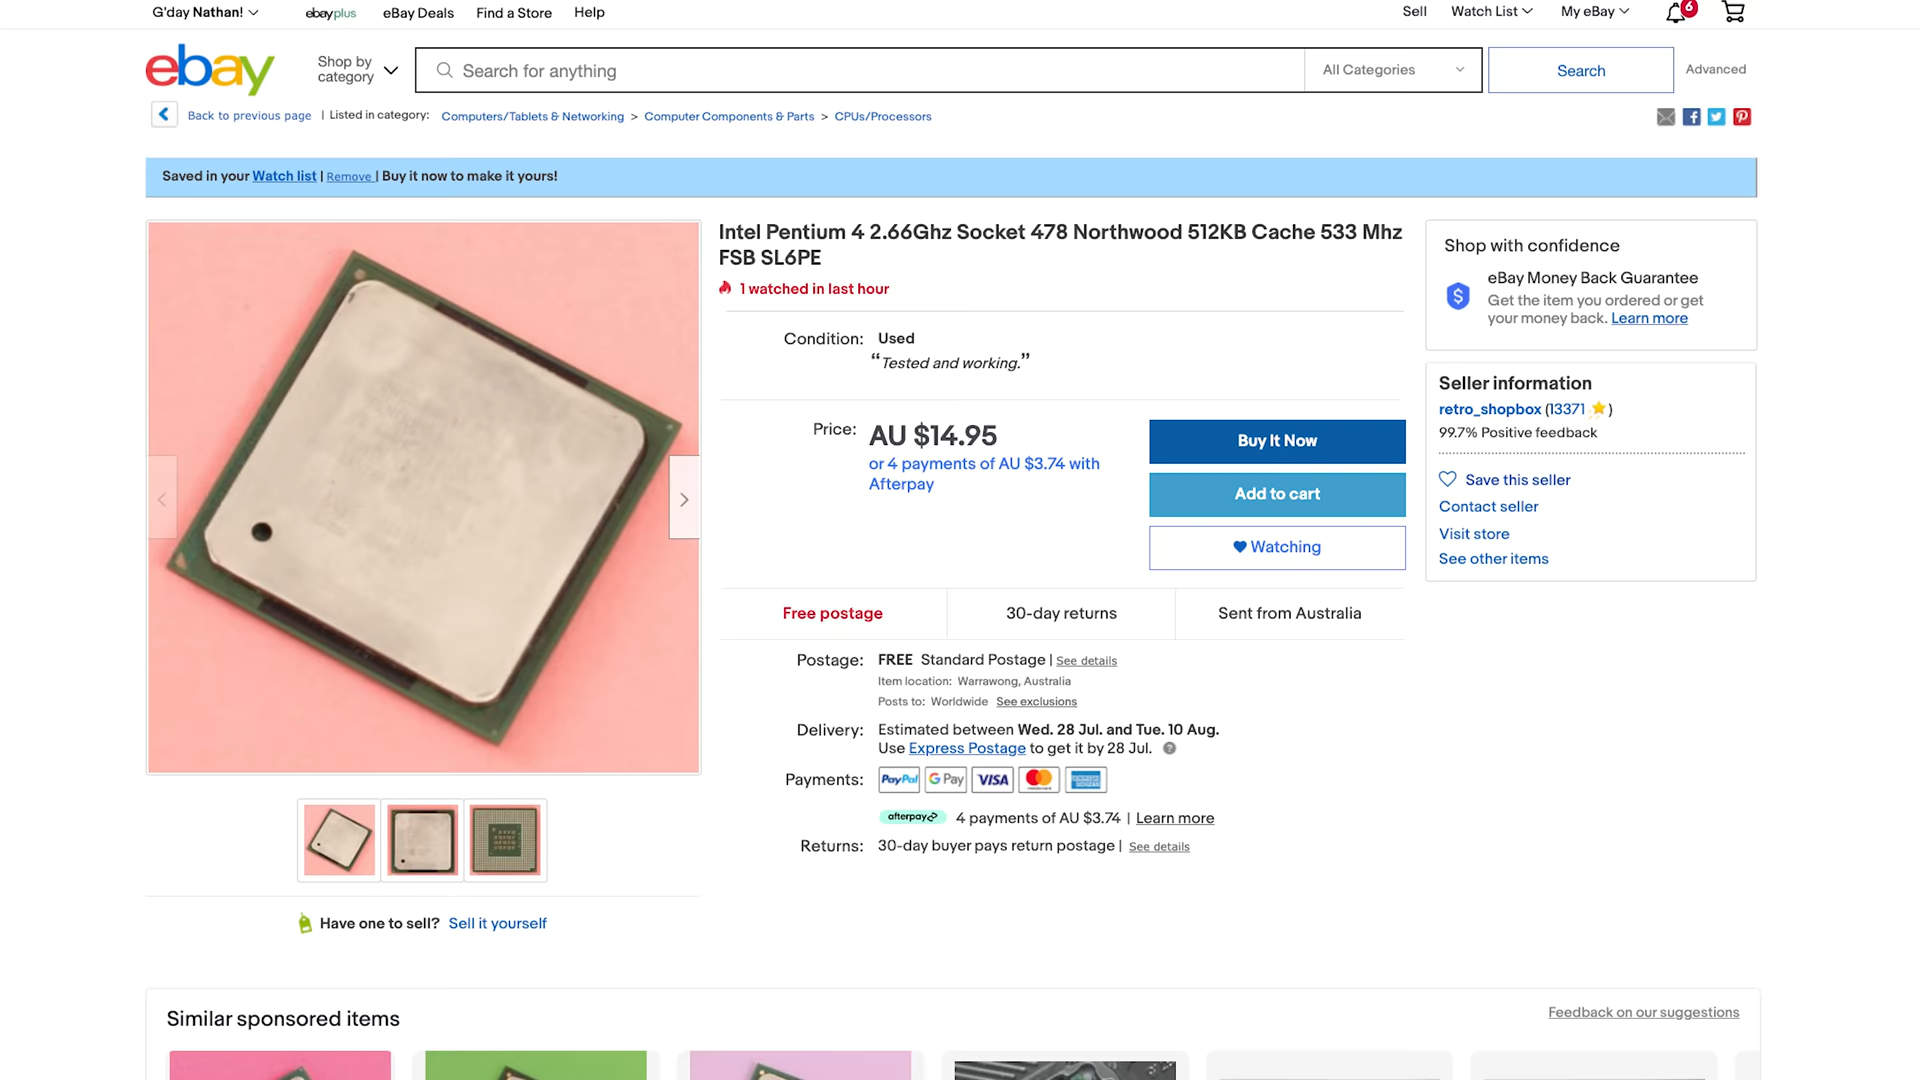 G'day Nathan!
ebayplus
eBay Deals
Find a Store
Help
Sell
Watch List
My eBay
6
ebay
Shop by
category
Search for anything
All Categories
Search
Advanced
Back to previous page | Listed in category: Computers/Tablets & Networking > Computer Components & Parts > CPUs/Processors
Saved in your Watch list | Remove | Buy it now to make it yours!
Intel Pentium 4 2.66Ghz Socket 478 Northwood 512KB Cache 533 Mhz
FSB SL6PE
1 watched in last hour
Condition: Used
“Tested and working.”
Price: AU $14.95
or 4 payments of AU $3.74 with
Afterpay
Buy It Now
Add to cart
Watching
Free postage
30-day returns
Sent from Australia
Postage: FREE Standard Postage | See details
Item location: Warrawong, Australia
Posts to: Worldwide See exclusions
Delivery: Estimated between Wed. 28 Jul. and Tue. 10 Aug.
Use Express Postage to get it by 28 Jul. ?
Payments: PayPal G Pay VISA mastercard
afterpay 4 payments of AU $3.74 | Learn more
Returns: 30-day buyer pays return postage | See details
Shop with confidence
eBay Money Back Guarantee
Get the item you ordered or get
your money back. Learn more
Seller information
retro_shopbox (13371)
99.7% Positive feedback
Save this seller
Contact seller
Visit store
See other items
Have one to sell? Sell it yourself
Similar sponsored items
Feedback on our suggestions